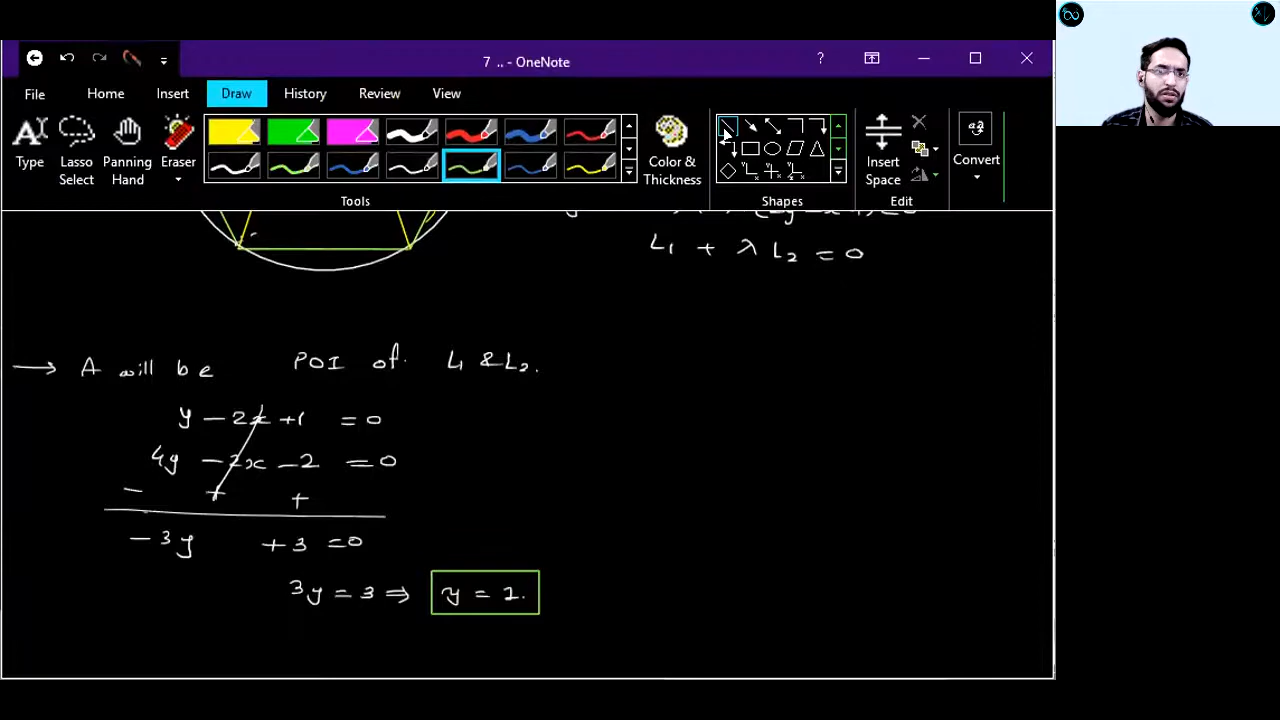 7 .. - OneNote
File Home Insert Draw History Review View
Type Lasso Select Panning Hand Eraser Color & Thickness Insert Space Convert
Tools Shapes Edit
L1 + λ L2 = 0
→ A will be POI of L1 & L2.
y - 2x + 1 = 0
4y - 2x - 2 = 0
- + +
-3y + 3 = 0
3y = 3 ⇒ y = 1.